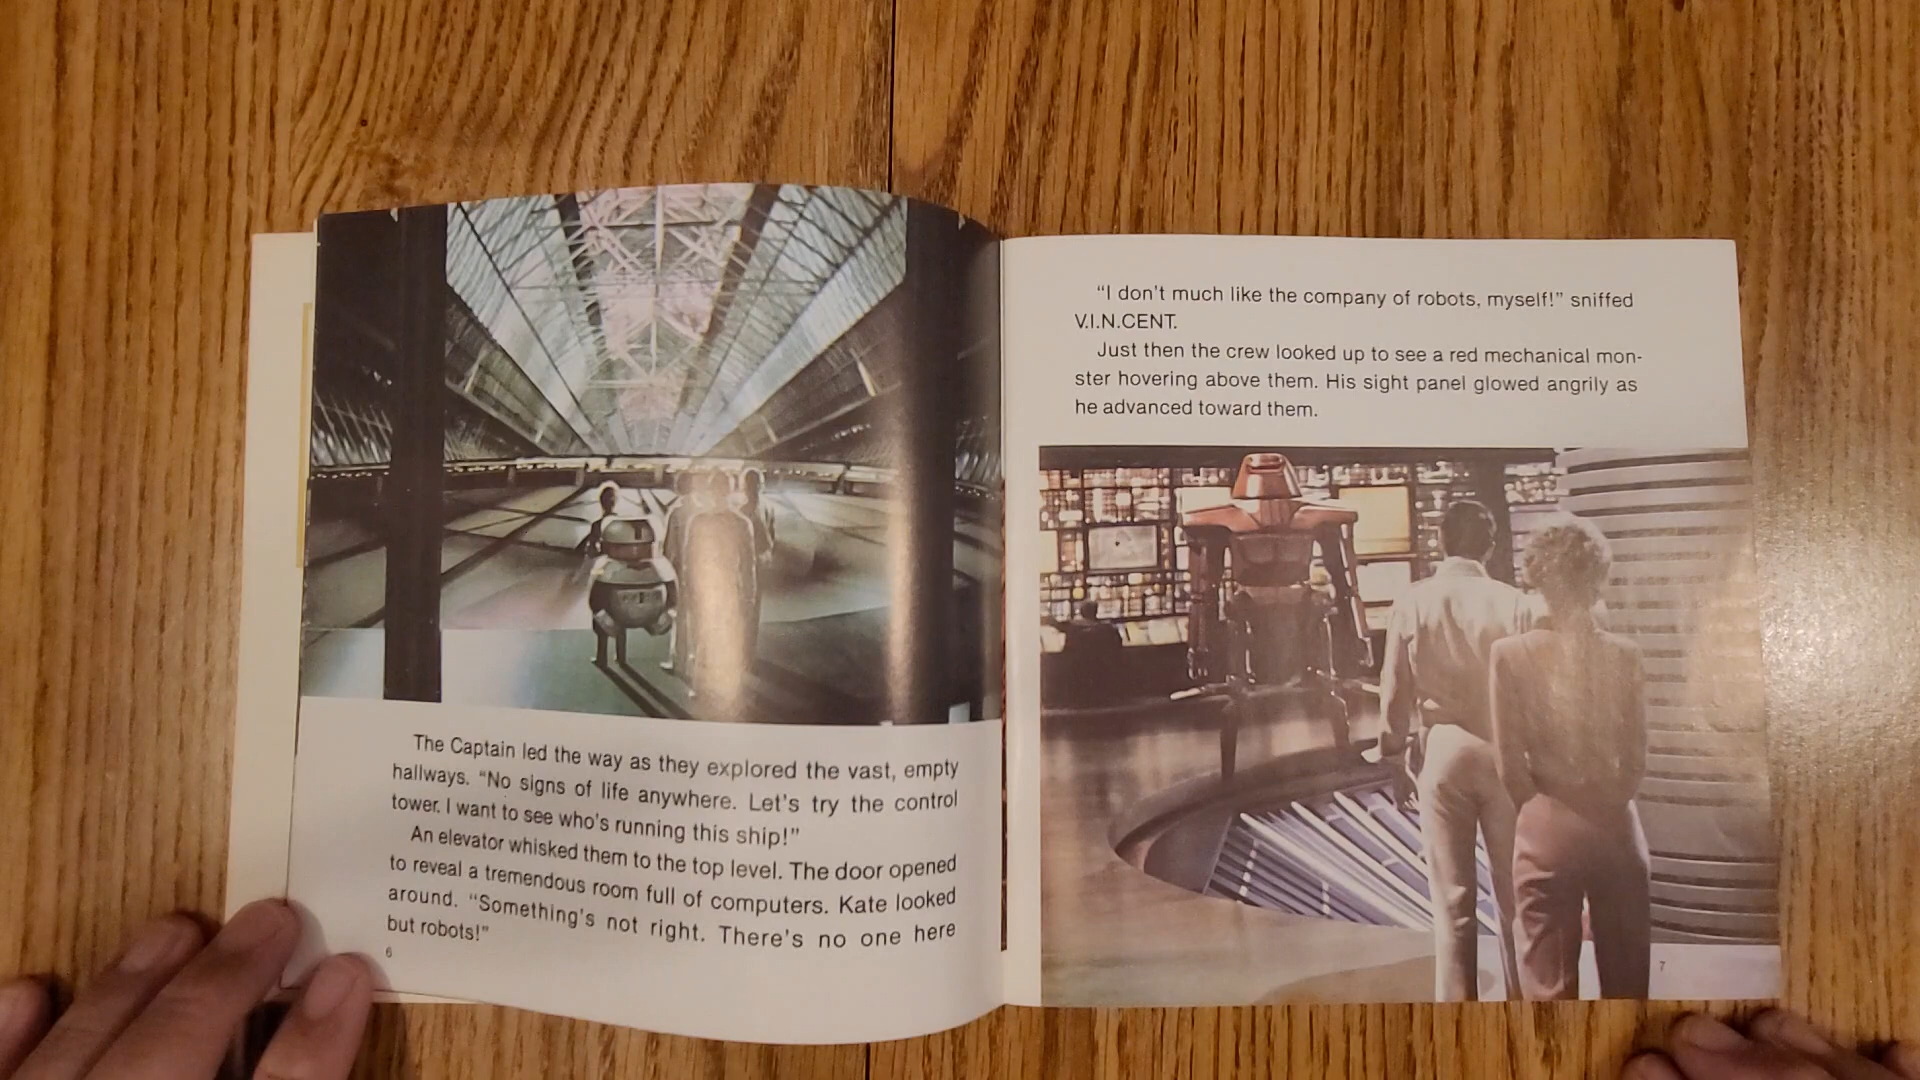 The Captain led the way as they explored the vast, empty
hallways. “No signs of life anywhere. Let's try the control
tower. I want to see who's running this ship!”
An elevator whisked them to the top level. The door opened
to reveal a tremendous room full of computers. Kate looked
around. “Something's not right. There's no one here
but robots!”
6
“I don't much like the company of robots, myself!” sniffed
V.I.N.CENT.
Just then the crew looked up to see a red mechanical mon-
ster hovering above them. His sight panel glowed angrily as
he advanced toward them.
7